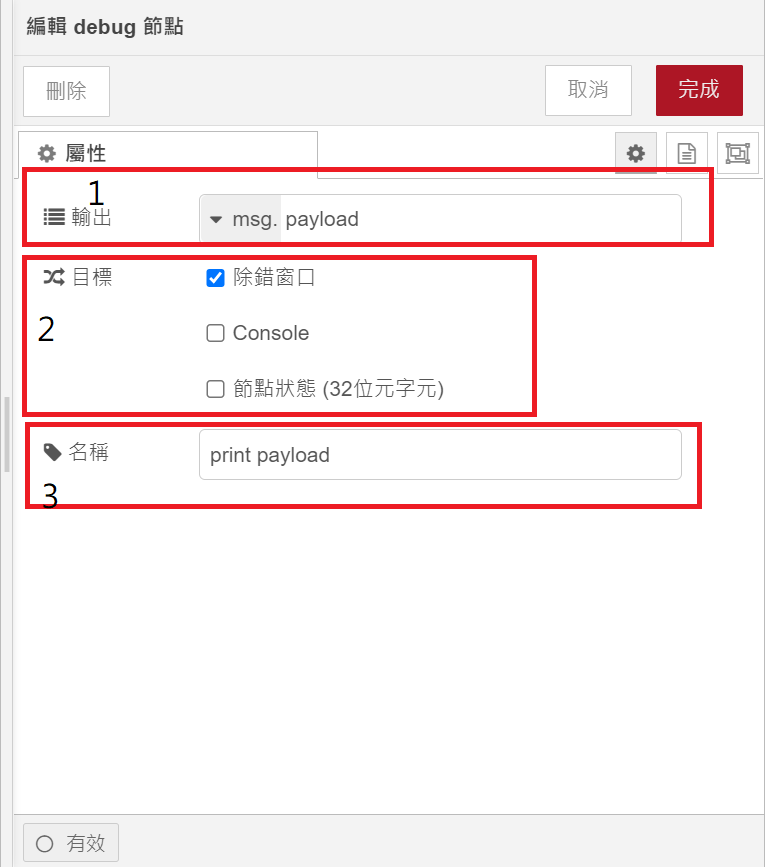 編輯 debug 節點
刪除
取消
完成
屬性
1
輸出
msg. payload
目標
除錯窗口
2
Console
節點狀態 (32位元字元)
名稱
print payload
3
有效